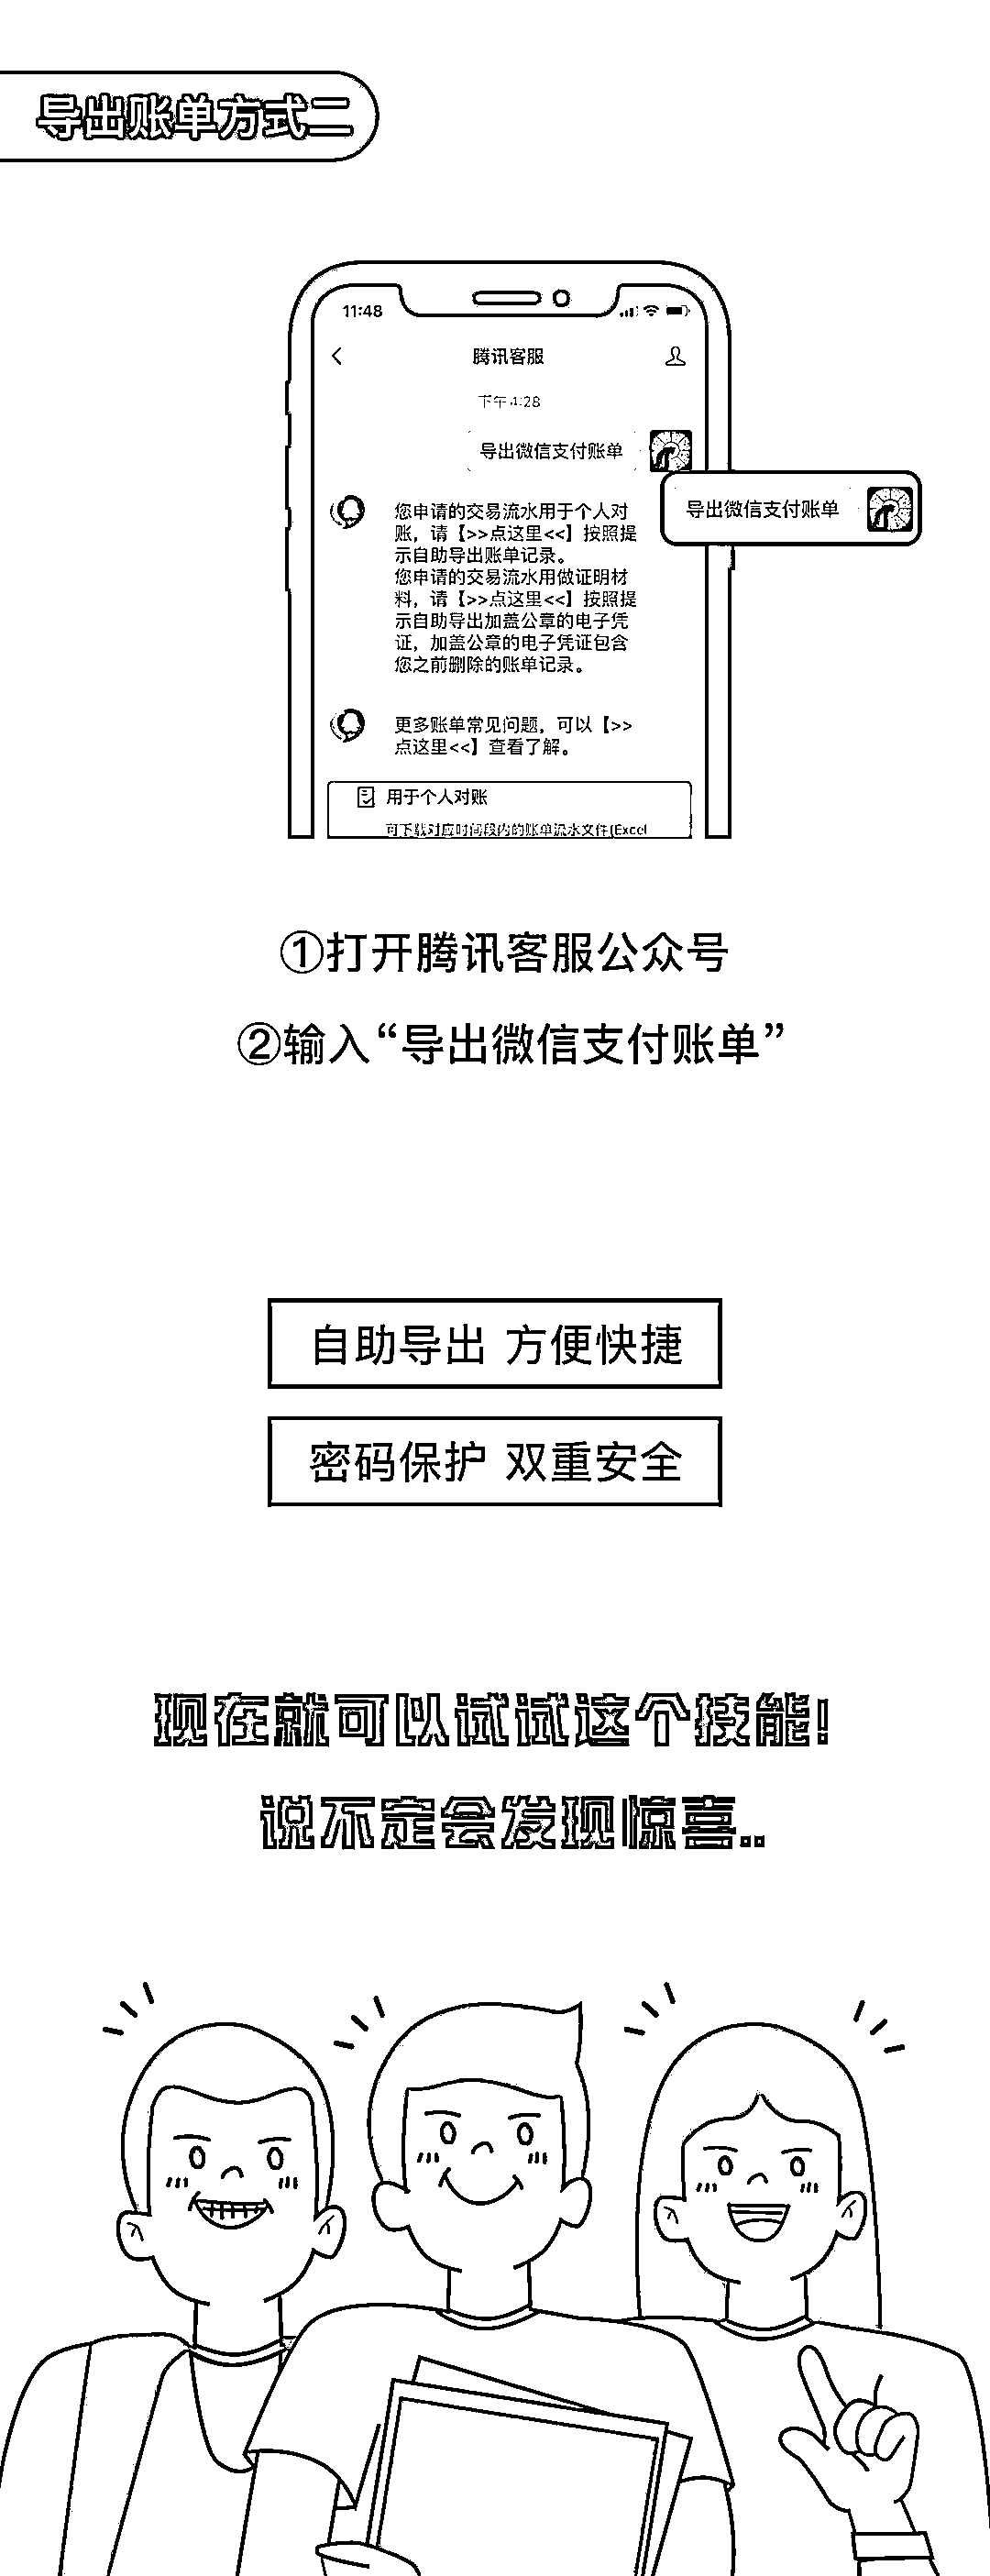 导出账单方式二
11:48
腾讯客服
下午4:28
导出微信支付账单
导出微信支付账单
您申请的交易流水用于个人对
账，请【>>点这里<<】按照提
示自助导出账单记录。
您申请的交易流水用做证明材
料，请【>>点这里<<】按照提
示自助导出加盖公章的电子凭
证，加盖公章的电子凭证包含
您之前删除的账单记录。
更多账单常见问题，可以【>>
点这里<<】查看了解。
用于个人对账
可下载对应时间段内的账单流水文件(Excel
①打开腾讯客服公众号
②输入“导出微信支付账单”
自助导出 方便快捷
密码保护 双重安全
现在就可以试试这个技能!
说不定会发现惊喜..